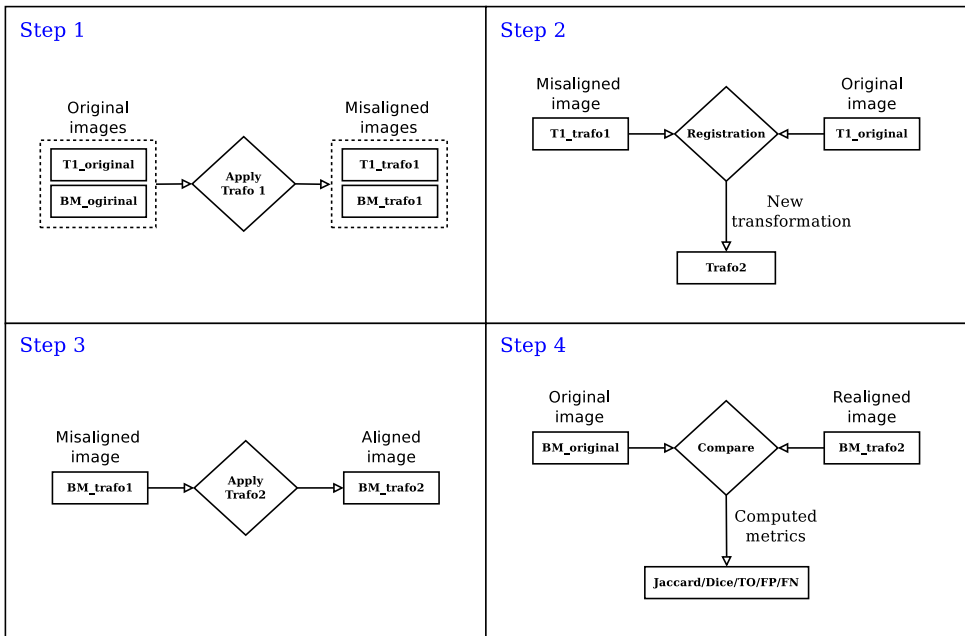 Step 1
Original
images
T1_original
BM_ogirinal
Apply
Trafo 1
Misaligned
images
T1_trafo1
BM_trafo1
Step 2
Misaligned
image
T1_trafo1
Registration
Original
image
T1_original
New
transformation
Trafo2
Step 3
Misaligned
image
BM_trafo1
Apply
Trafo2
Aligned
image
BM_trafo2
Step 4
Original
image
BM_original
Compare
Realigned
image
BM_trafo2
Computed
metrics
Jaccard/Dice/TO/FP/FN